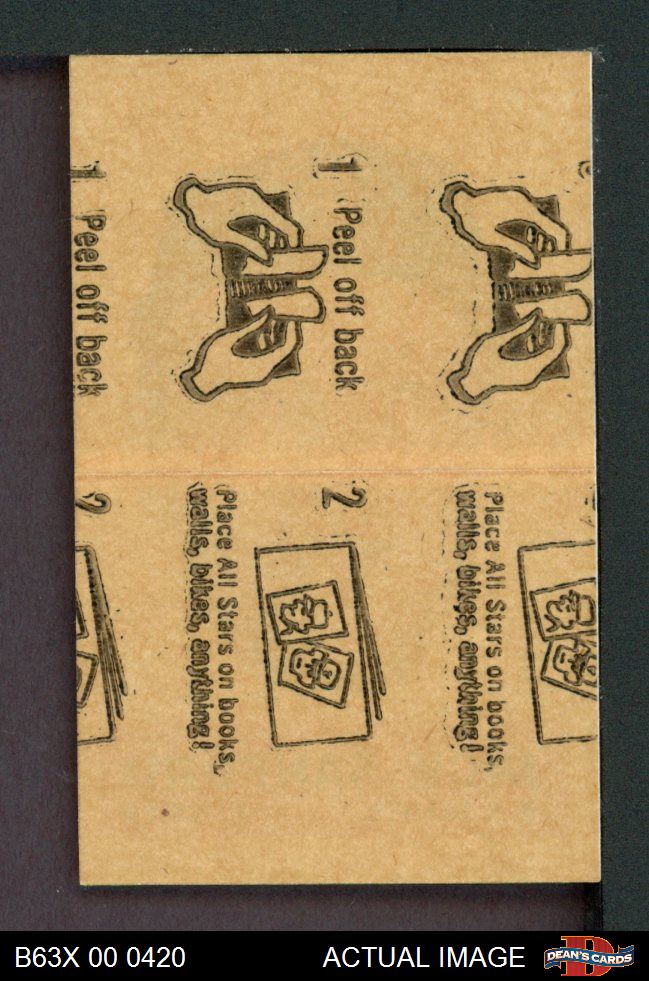 1
Peel off back
1
Peel off back
2
Place All Stars on books,
walls, bikes, anything!
2
Place All Stars on books,
walls, bikes, anything!
B63X 00 0420
ACTUAL IMAGE
DEAN'S CARDS